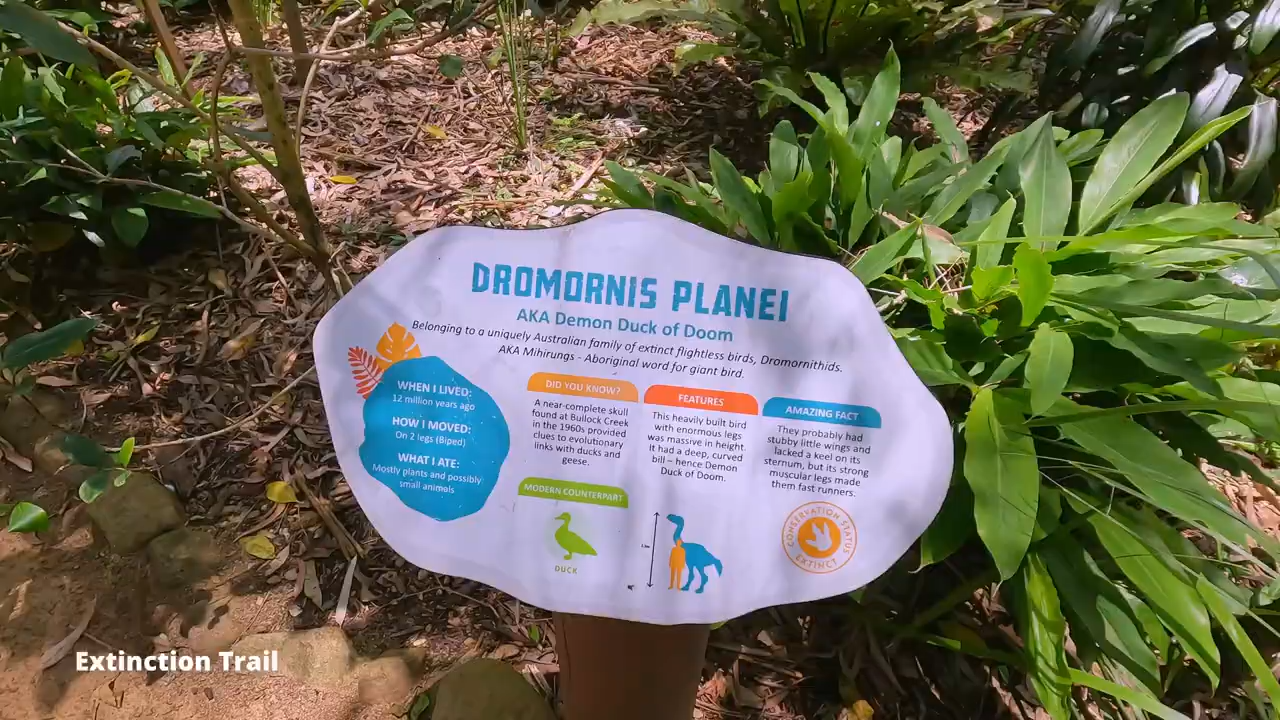 DROMORNIS PLANEI
AKA Demon Duck of Doom
Belonging to a uniquely Australian family of extinct flightless birds, Dromornithids.
AKA Mihirungs - Aboriginal word for giant bird.
WHEN I LIVED:
12 million years ago
HOW I MOVED:
On 2 legs (Biped)
WHAT I ATE:
Mostly plants and possibly
small animals
DID YOU KNOW?
A near-complete skull
found at Bullock Creek
in the 1960s provided
clues to evolutionary
links with ducks and
geese.
MODERN COUNTERPART
DUCK
FEATURES
This heavily built bird
with enormous legs
was massive in height.
It had a deep, curved
bill – hence Demon
Duck of Doom.
AMAZING FACT
They probably had
stubby little wings and
lacked a keel on its
sternum, but its strong
muscular legs made
them fast runners.
CONSERVATION STATUS
EXTINCT
Extinction Trail